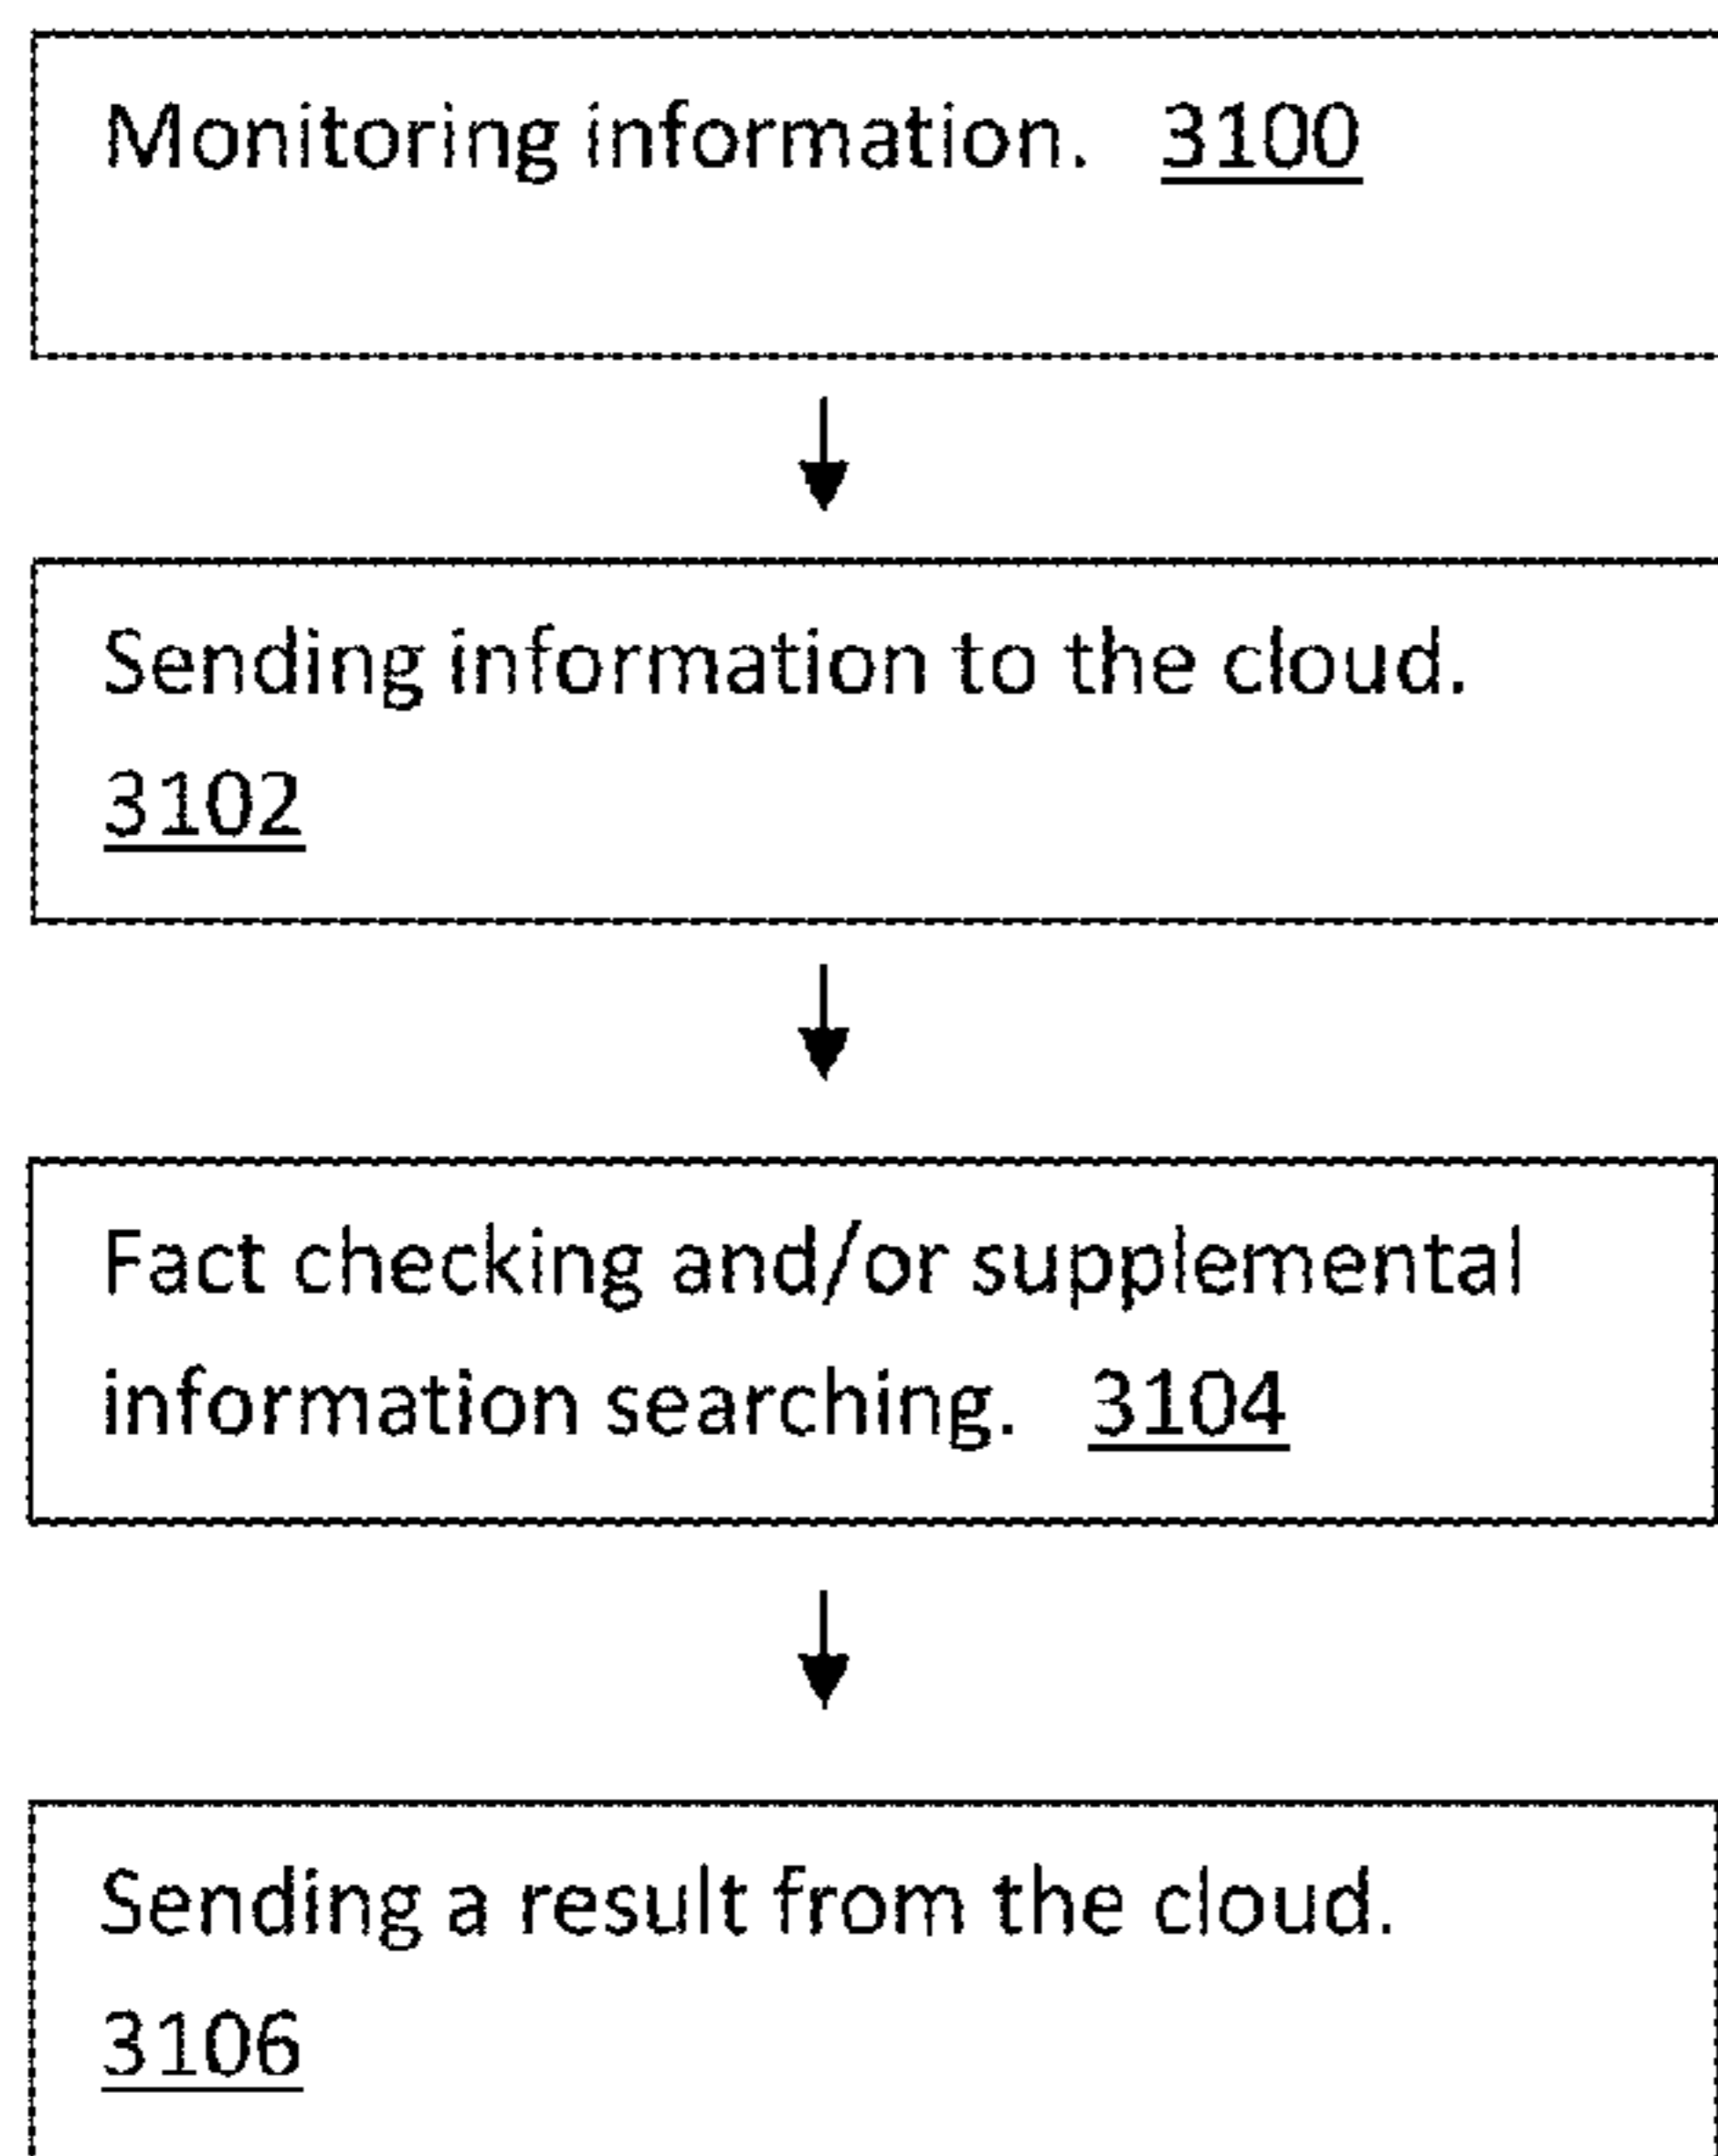 Monitoring information. 3100
Sending information to the cloud.
3102
Fact checking and/or supplemental
information searching. 3104
Sending a result from the cloud.
3106